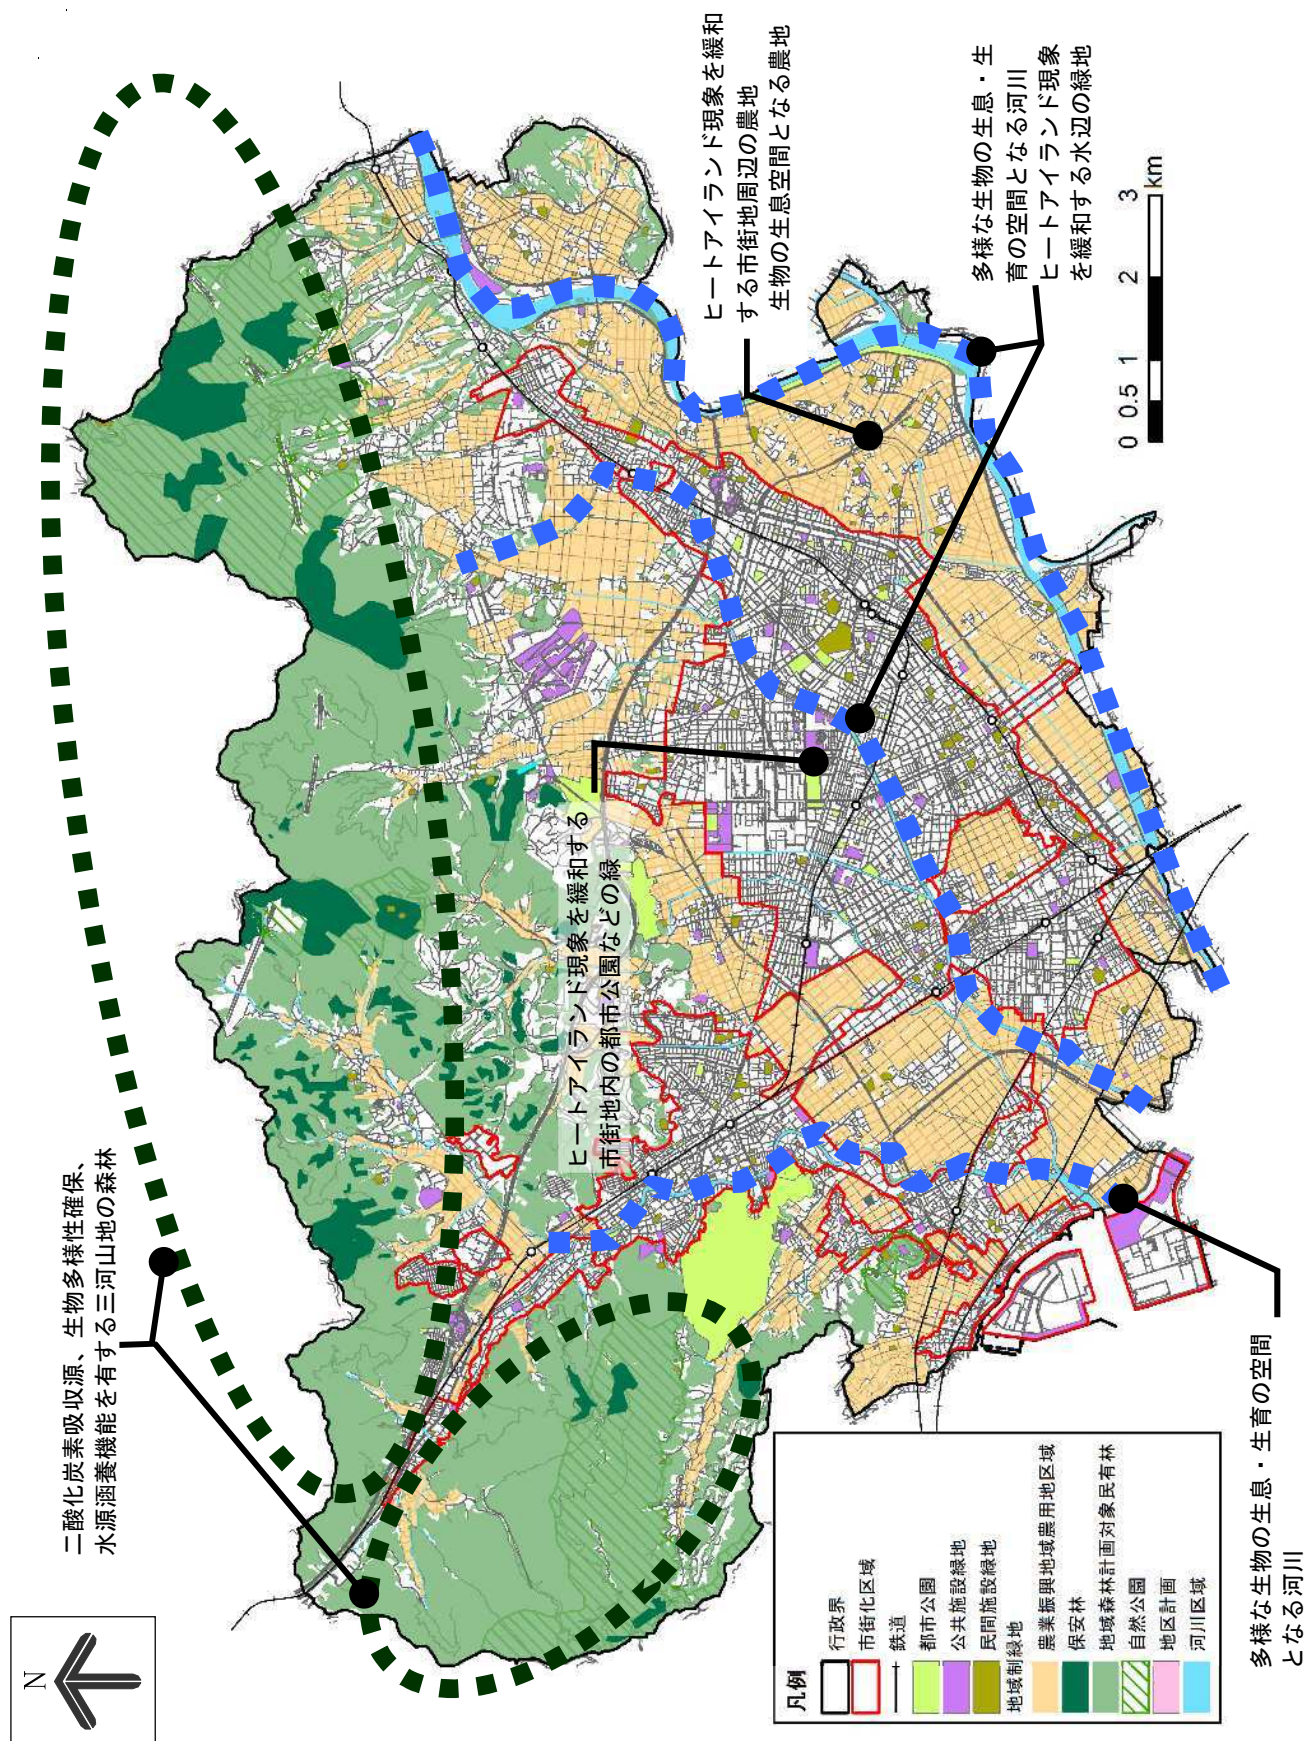 N
二酸化炭素吸収源、生物多様性確保、
水源涵養機能を有する三河山地の森林
ヒートアイランド現象を緩和する
市街地内の都市公園などの緑
ヒートアイランド現象を緩和
する市街地周辺の農地
生物の生息空間となる農地
多様な生物の生息・生
育の空間となる河川
ヒートアイランド現象
を緩和する水辺の緑地
0 0.5 1 2 3
km
多様な生物の生息・生育の空間
となる河川
凡例
行政界
市街化区域
鉄道
都市公園
公共施設緑地
民間施設緑地
地域制緑地
農業振興地域農用地区域
保安林
地域森林計画対象民有林
自然公園
地区計画
河川区域